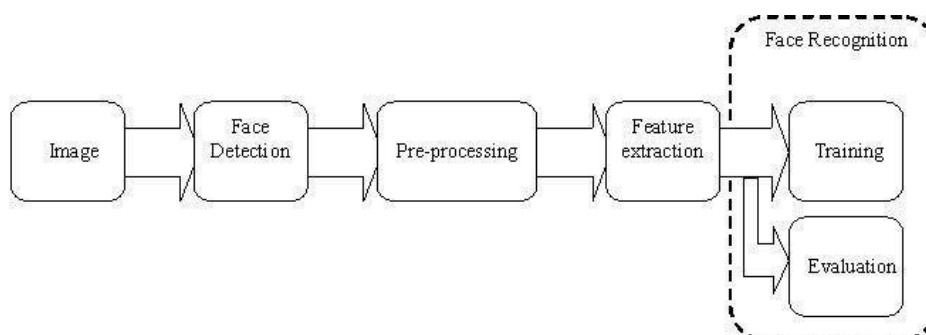 Face Recognition
Image
Face
Detection
Pre-processing
Feature
extraction
Training
Evaluation